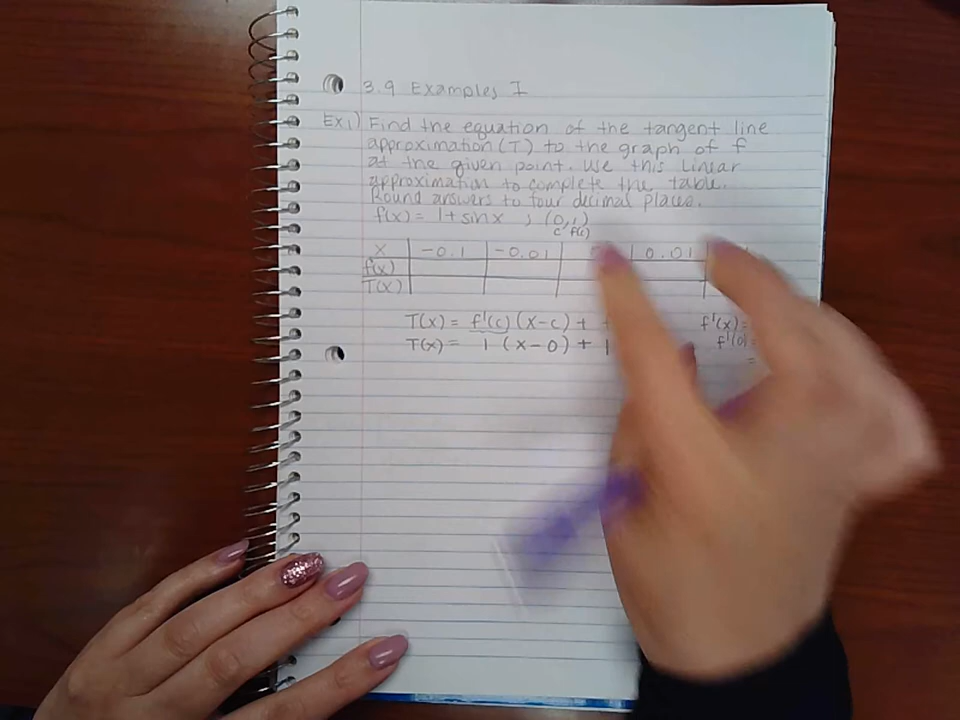 3.9 Examples I
Ex1) Find the equation of the tangent line
approximation (T) to the graph of f
at the given point. Use this linear
approximation to complete the table.
Round answers to four decimal places.
f(x) = 1 + sinx ; (0,1)
c f(c)
x -0.1 -0.01 0.01
f(x)
T(x)
T(x) = f'(c) (x-c) + f'(x) =
T(x) = 1 (x-0) + 1 f'(0) =
=